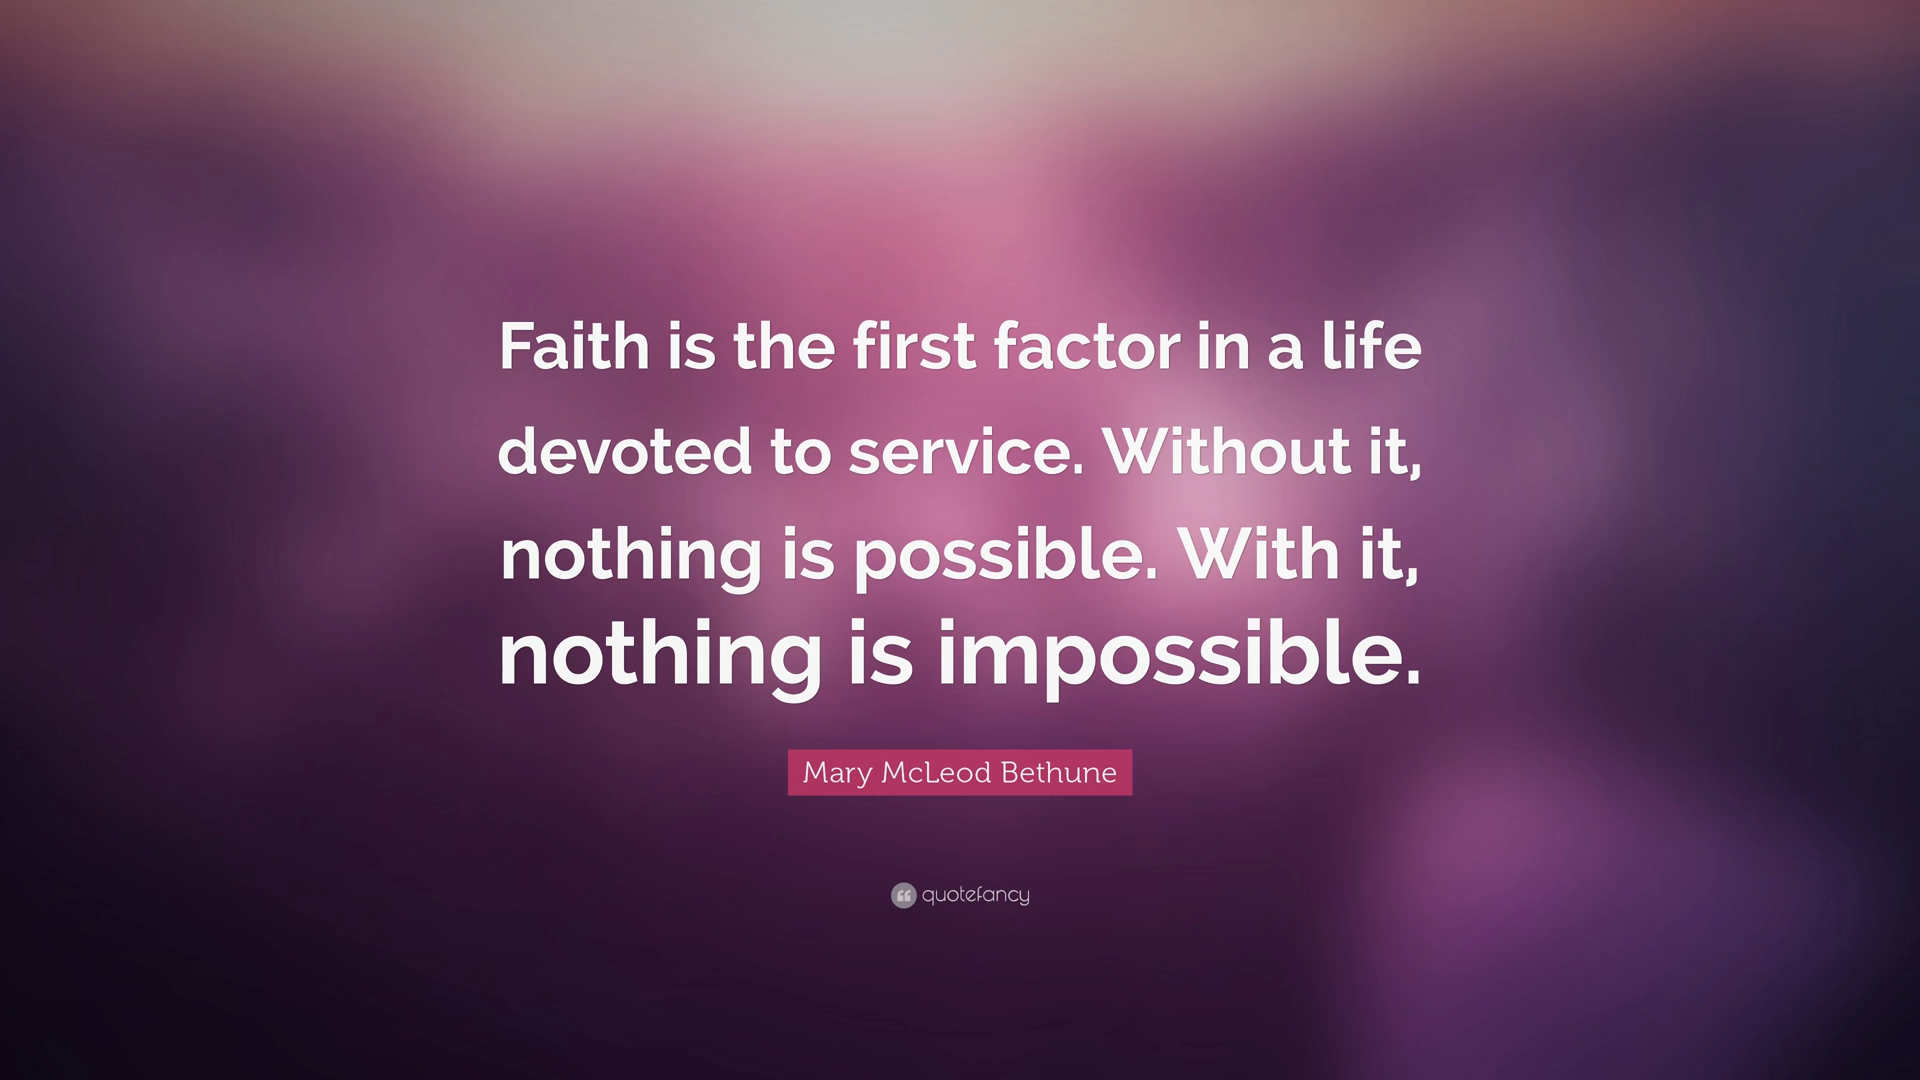 Faith is the first factor in a life
devoted to service. Without it,
nothing is possible. With it,
nothing is impossible.
Mary McLeod Bethune
quotefancy